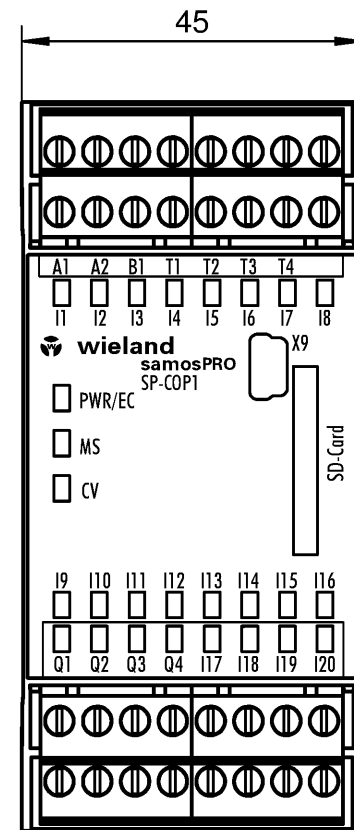 45
A1 A2 B1 T1 T2 T3 T4
I1 I2 I3 I4 I5 I6 I7 I8
wieland
samosPRO
SP-COP1
X9
PWR/EC
MS
CV
SD-Card
I9 I10 I11 I12 I13 I14 I15 I16
Q1 Q2 Q3 Q4 I17 I18 I19 I20